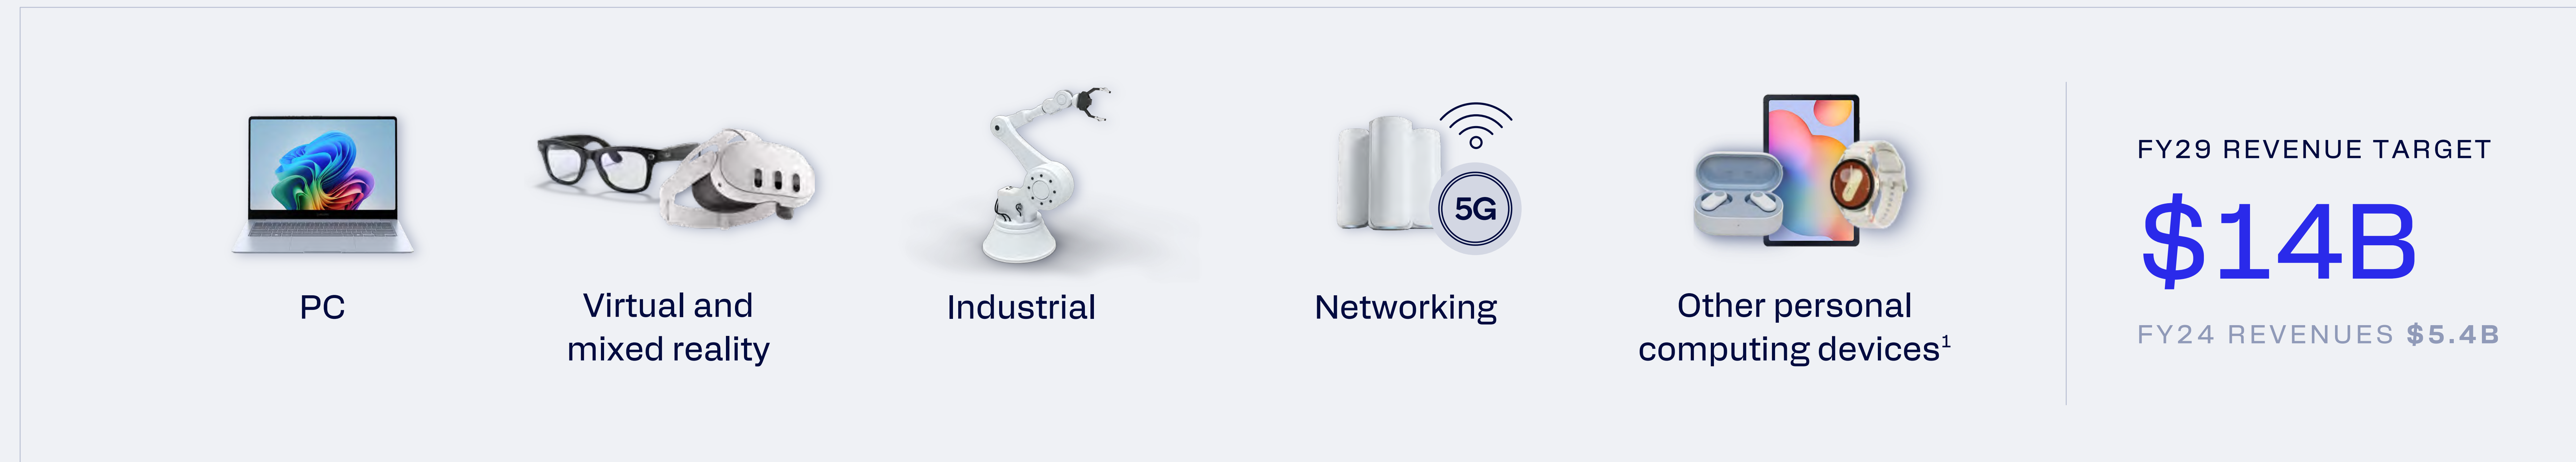 5G
PC
Virtual and
mixed reality
Industrial
Networking
Other personal
computing devices¹
FY29 REVENUE TARGET
$14B
FY24 REVENUES $5.4B